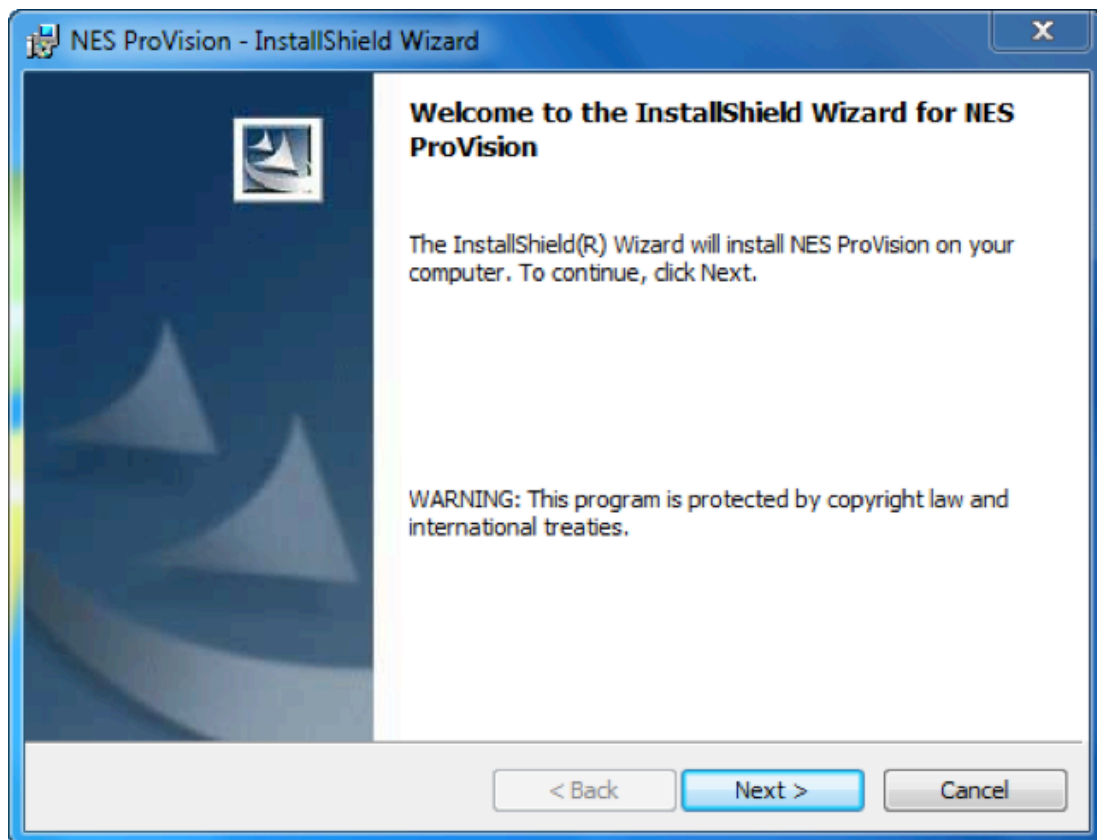 NES ProVision - InstallShield Wizard
Welcome to the InstallShield Wizard for NES
ProVision
The InstallShield(R) Wizard will install NES ProVision on your
computer. To continue, click Next.
WARNING: This program is protected by copyright law and
international treaties.
< Back
Next >
Cancel